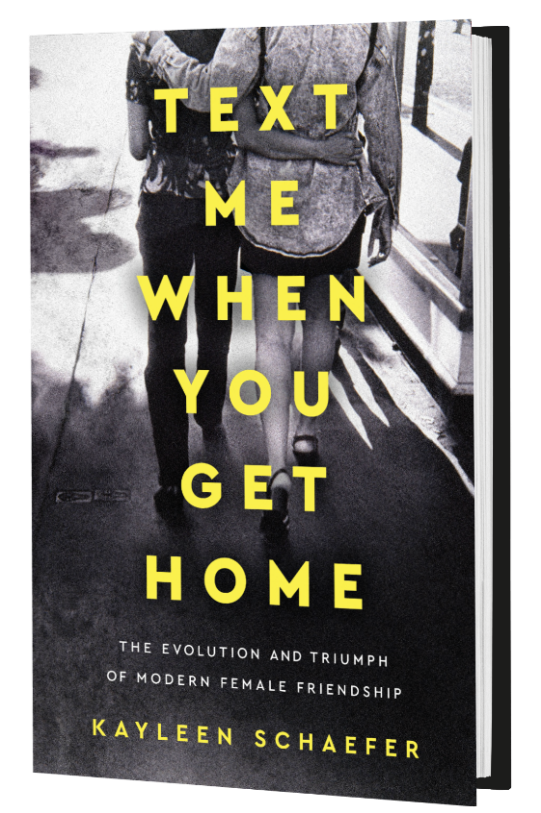 TEXT
ME
WHEN
YOU
GET
HOME
THE EVOLUTION AND TRIUMPH
OF MODERN FEMALE FRIENDSHIP
KAYLEEN SCHAEFER